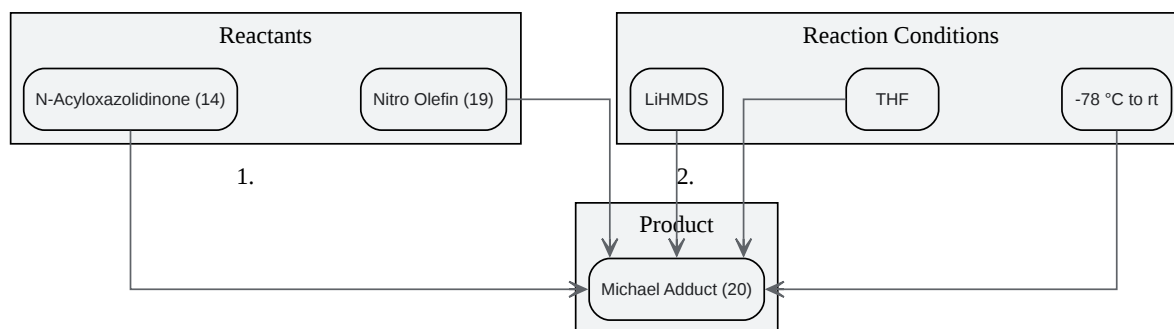 Reactants
Reaction Conditions
N-Acyloxazolidinone (14)
Nitro Olefin (19)
LiHMDS
THF
-78 °C to rt
1.
2.
Product
Michael Adduct (20)